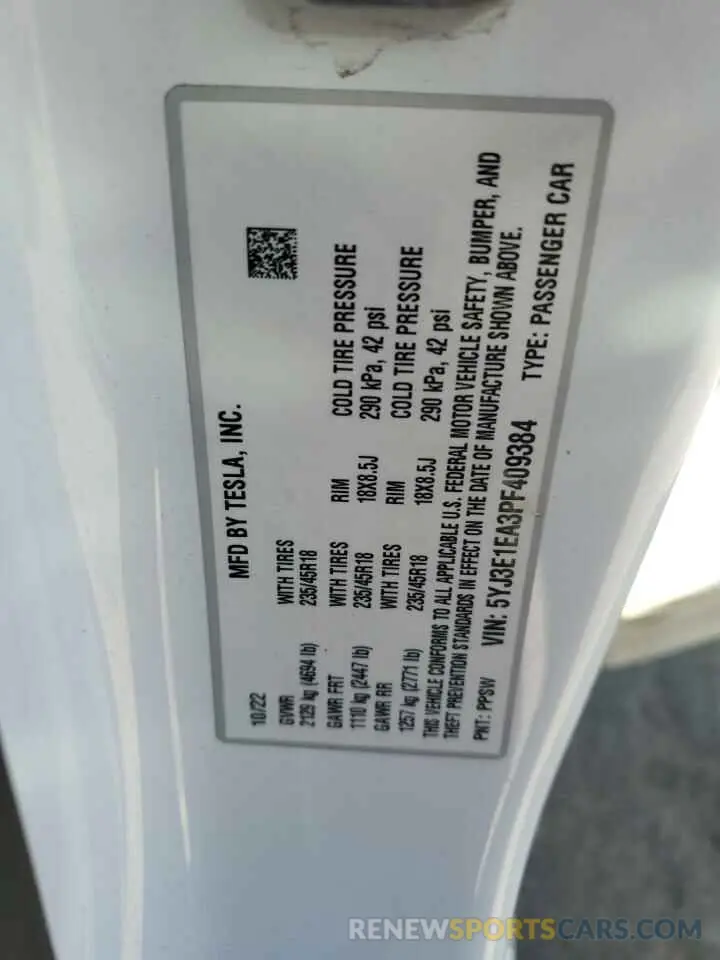 MFD BY TESLA, INC.
10/22
GVWR WITH TIRES
2129 kg (4694 lb) 235/45R18
GAWR FRT WITH TIRES RIM COLD TIRE PRESSURE
1110 kg (2447 lb) 235/45R18 18X8.5J 290 kPa, 42 psi
GAWR RR WITH TIRES RIM COLD TIRE PRESSURE
1257 kg (2771 lb) 235/45R18 18X8.5J 290 kPa, 42 psi
THIS VEHICLE CONFORMS TO ALL APPLICABLE U.S. FEDERAL MOTOR VEHICLE SAFETY, BUMPER, AND
THEFT PREVENTION STANDARDS IN EFFECT ON THE DATE OF MANUFACTURE SHOWN ABOVE.
PNT: PPSW VIN: 5YJ3E1EA3PF409384 TYPE: PASSENGER CAR
RENEWSPORTSCARS.COM